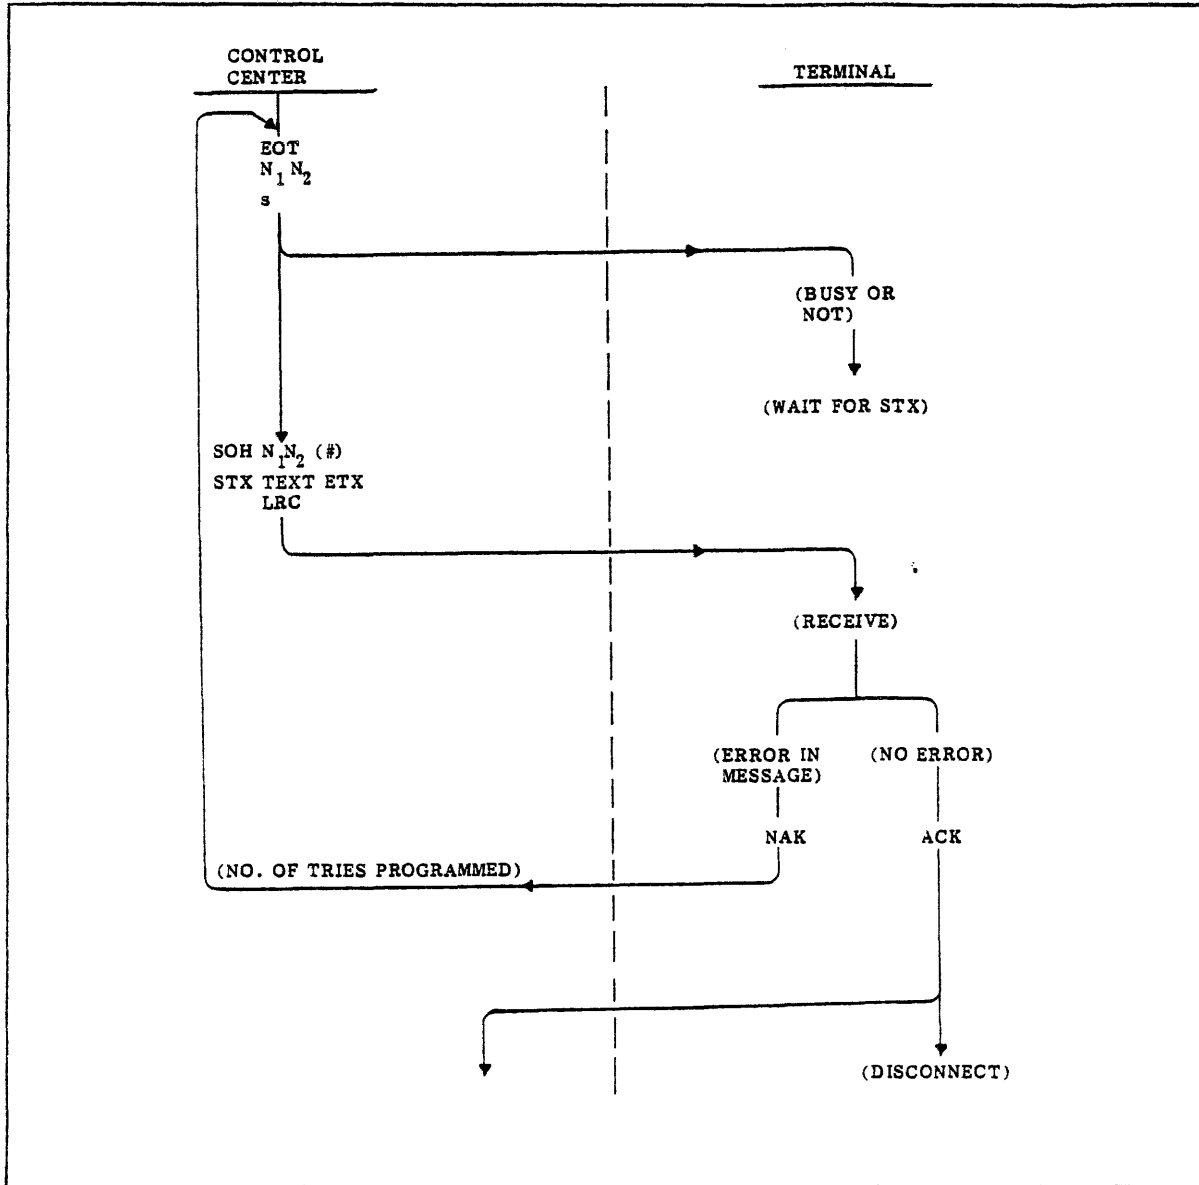 CONTROL
CENTER
TERMINAL
EOT
N1 N2
s
(BUSY OR
NOT)
(WAIT FOR STX)
SOH N1N2 (#)
STX TEXT ETX
LRC
(RECEIVE)
(ERROR IN
MESSAGE)
(NO ERROR)
NAK
ACK
(NO. OF TRIES PROGRAMMED)
(DISCONNECT)